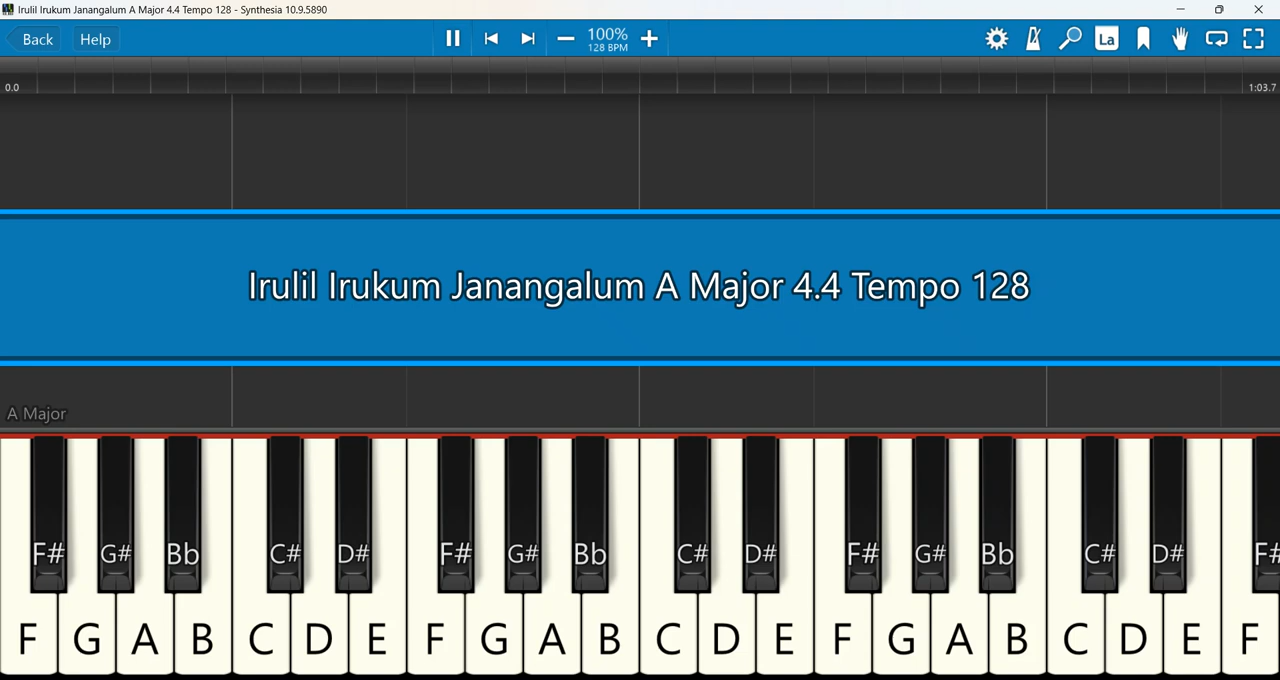 Irulil Irukum Janangalum A Major 4.4 Tempo 128 - Synthesia 10.9.5890
Back Help 100% La
128 BPM
0.0 1:03.7
Irulil Irukum Janangalum A Major 4.4 Tempo 128
A Major
F# G# Bb C# D# F# G# Bb C# D# F# G# Bb C# D# F#
F G A B C D E F G A B C D E F G A B C D E F